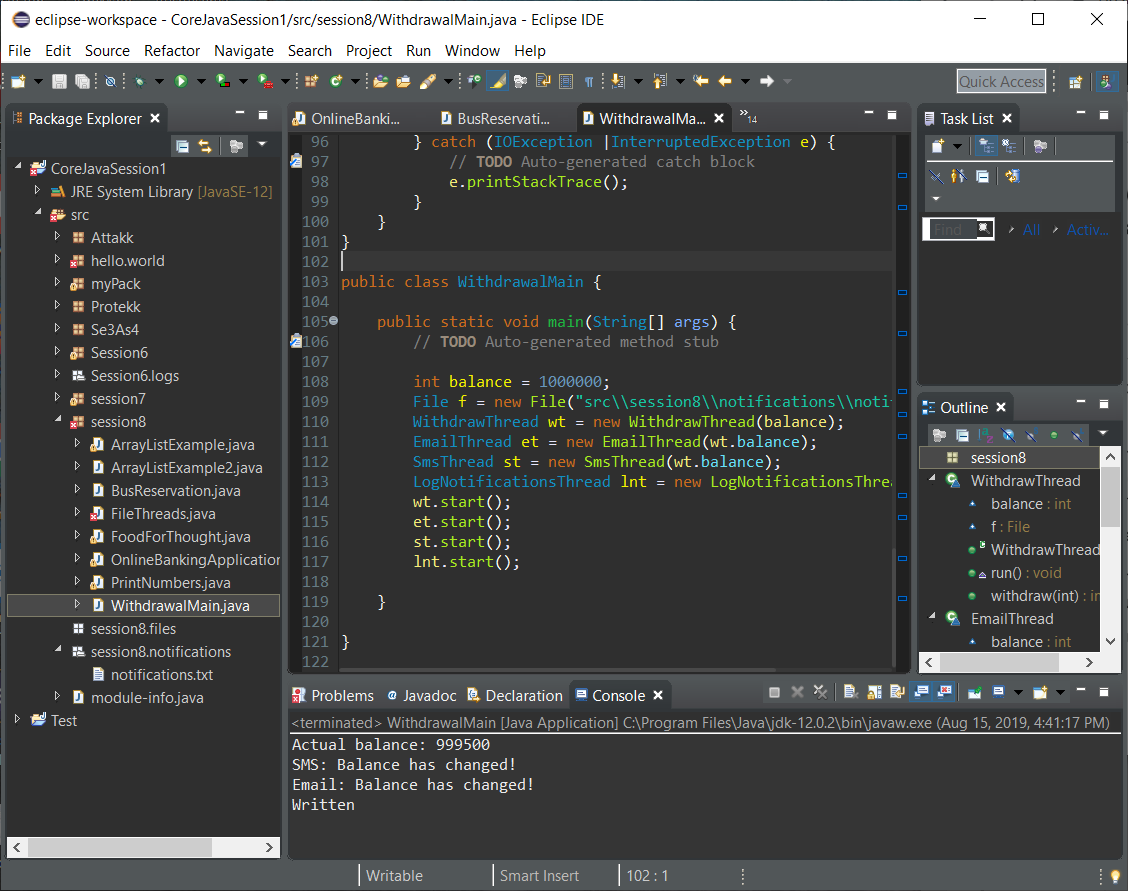 eclipse-workspace - CoreJavaSession1/src/session8/WithdrawalMain.java - Eclipse IDE
File Edit Source Refactor Navigate Search Project Run Window Help
Quick Access
Package Explorer
CoreJavaSession1
JRE System Library [JavaSE-12]
src
Attakk
hello.world
myPack
Protekk
Se3As4
Session6
Session6.logs
session7
session8
ArrayListExample.java
ArrayListExample2.java
BusReservation.java
FileThreads.java
FoodForThought.java
OnlineBankingApplication
PrintNumbers.java
WithdrawalMain.java
session8.files
session8.notifications
notifications.txt
module-info.java
Test
OnlineBanki... BusReservati... WithdrawalMa... »14
96 } catch (IOException |InterruptedException e) {
97 // TODO Auto-generated catch block
98 e.printStackTrace();
99 }
100 }
101 }
102
103 public class WithdrawalMain {
104
105 public static void main(String[] args) {
106 // TODO Auto-generated method stub
107
108 int balance = 1000000;
109 File f = new File("src\\session8\\notifications\\noti
110 WithdrawThread wt = new WithdrawThread(balance);
111 EmailThread et = new EmailThread(wt.balance);
112 SmsThread st = new SmsThread(wt.balance);
113 LogNotificationsThread lnt = new LogNotificationsThrea
114 wt.start();
115 et.start();
116 st.start();
117 lnt.start();
118
119 }
120
121 }
122
Task List
Find All Activ...
Outline
session8
WithdrawThread
balance : int
f : File
WithdrawThread
run() : void
withdraw(int) : in
EmailThread
balance : int
Problems @ Javadoc Declaration Console
<terminated> WithdrawalMain [Java Application] C:\Program Files\Java\jdk-12.0.2\bin\javaw.exe (Aug 15, 2019, 4:41:17 PM)
Actual balance: 999500
SMS: Balance has changed!
Email: Balance has changed!
Written
Writable Smart Insert 102 : 1